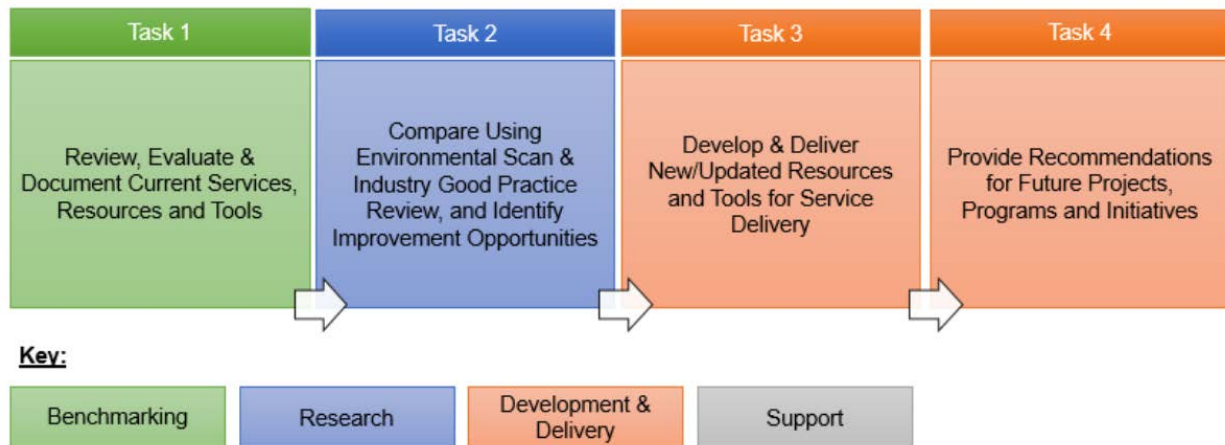 Task 1
Task 2
Task 3
Task 4
Review, Evaluate &
Document Current Services,
Resources and Tools
Compare Using
Environmental Scan &
Industry Good Practice
Review, and Identify
Improvement Opportunities
Develop & Deliver
New/Updated Resources
and Tools for Service
Delivery
Provide Recommendations
for Future Projects,
Programs and Initiatives
Key:
Benchmarking
Research
Development &
Delivery
Support